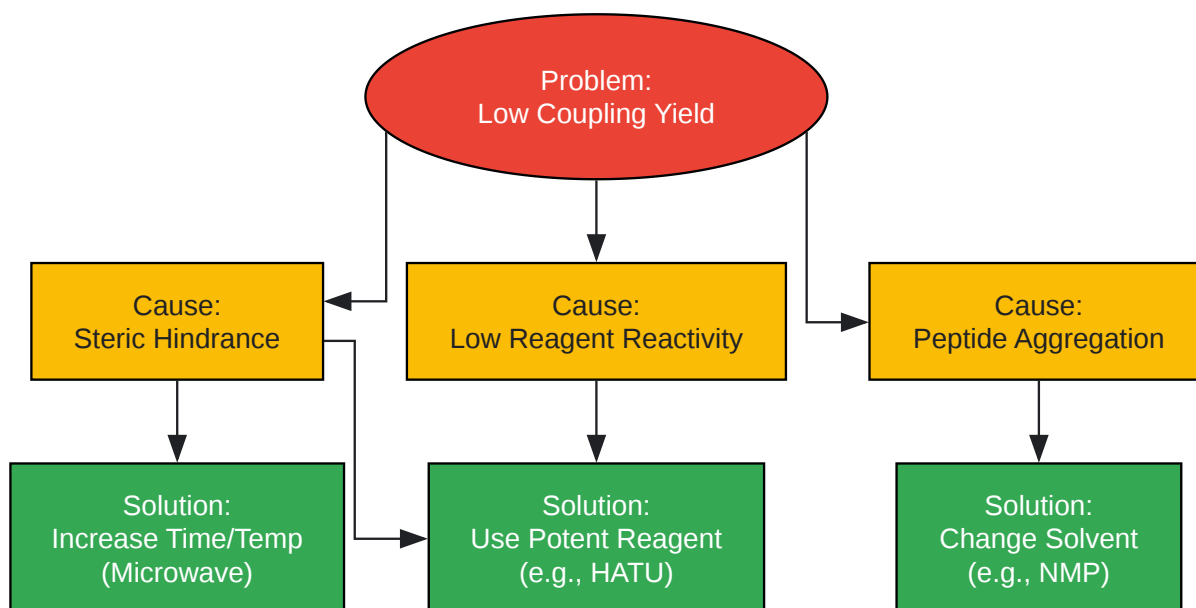 Problem:
Low Coupling Yield
Cause:
Steric Hindrance
Cause:
Low Reagent Reactivity
Cause:
Peptide Aggregation
Solution:
Increase Time/Temp
(Microwave)
Solution:
Use Potent Reagent
(e.g., HATU)
Solution:
Change Solvent
(e.g., NMP)